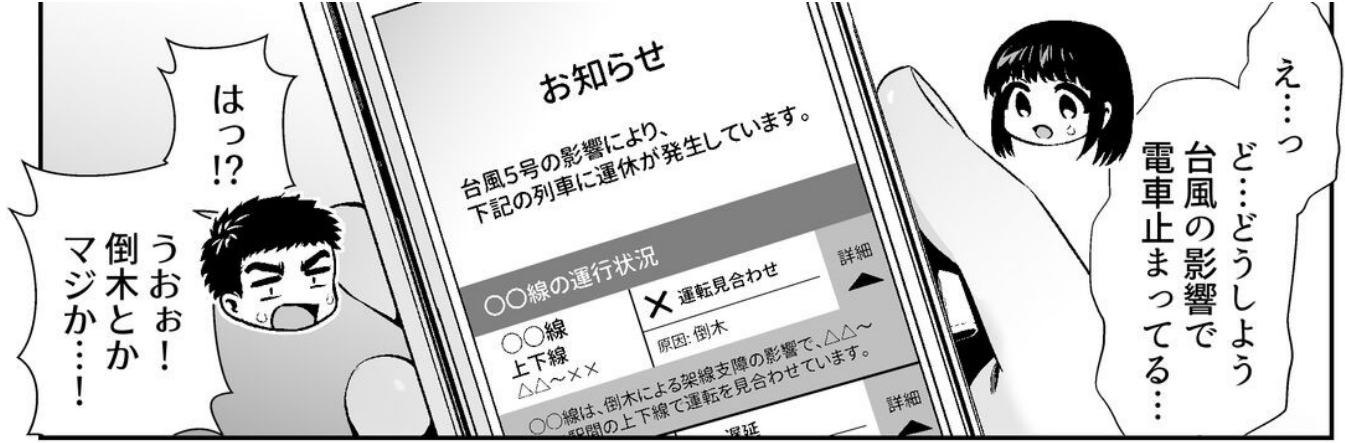 え…っ
ど…どうしよう
台風の影響で
電車止まってる…
お知らせ
台風5号の影響により、
下記の列車に運休が発生しています。
○○線の運行状況
○○線
上下線
△△~××
✕ 運転見合わせ
原因: 倒木
詳細
○○線は、倒木による架線支障の影響で、△△~
駅間の上下線で運転を見合わせています。
遅延
詳細
はっ!?
うおぉ!
倒木とか
マジか…!